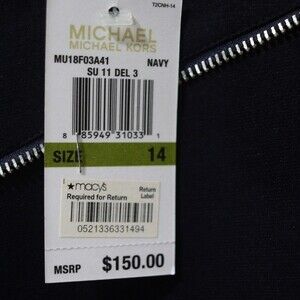 T2CNH-14
MICHAEL
MICHAEL KORS
MU18F03A41 NAVY
SU 11 DEL 3
8 85949 31033 1
SIZE 14
★macy's Return
Required for Return Label
0521336331494
MSRP $150.00